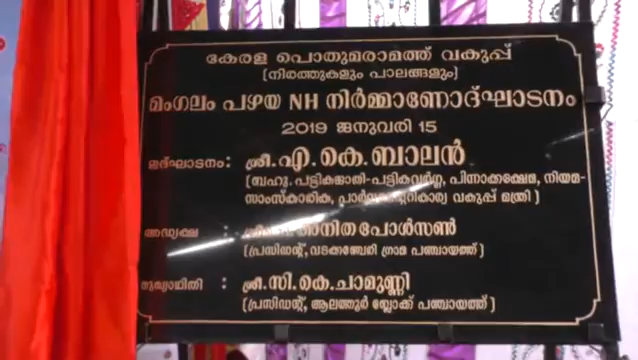 കേരള പൊതുമരാമത്ത് വകുപ്പ്
(നിരത്തുകളും പാലങ്ങളും)
മംഗലം പഴയ NH നിർമ്മാണോദ്ഘാടനം
2019 ജനുവരി 15
ഉദ്ഘാടനം: ശ്രീ.എ.കെ.ബാലൻ
(ബഹു. പട്ടികജാതി-പട്ടികവർഗ്ഗ, പിന്നാക്കക്ഷേമ, നിയമ-
സാംസ്കാരിക, പാർലമെന്ററികാര്യ വകുപ്പ് മന്ത്രി)
അദ്ധ്യക്ഷ : അനിത പോൾസൺ
(പ്രസിഡന്റ്, വടക്കഞ്ചേരി ഗ്രാമ പഞ്ചായത്ത്)
മുഖ്യാതിഥി : ശ്രീ.സി.കെ.ചാമുണ്ണി
(പ്രസിഡന്റ്, ആലത്തൂർ ബ്ലോക്ക് പഞ്ചായത്ത്)